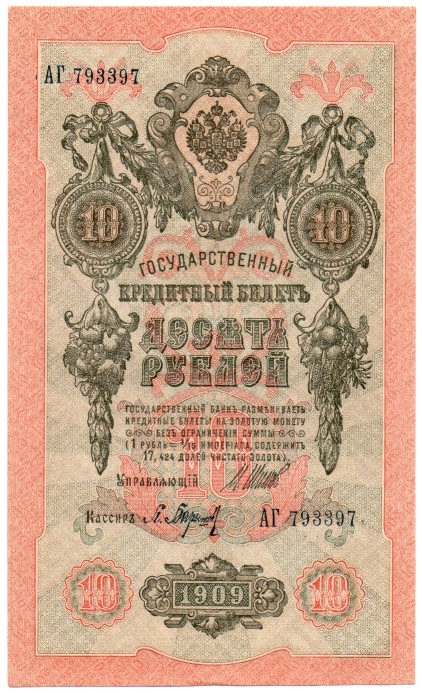 АГ 793397
10 10
ГОСУДАРСТВЕННЫЙ
КРЕДИТНЫЙ БИЛЕТЪ
ДЕСЯТЬ
РУБЛЕЙ
ГОСУДАРСТВЕННЫЙ БАНКЪ РАЗМѢНИВАЕТЪ
КРЕДИТНЫЕ БИЛЕТЫ НА ЗОЛОТУЮ МОНЕТУ
БЕЗЪ ОГРАНИЧЕНІЯ СУММЫ
(1 РУБЛЬ = 1/15 ИМПЕРІАЛА, СОДЕРЖИТЪ
17,424 ДОЛЕЙ ЧИСТАГО ЗОЛОТА).
10
УПРАВЛЯЮЩІЙ
КАССИРЪ
АГ 793397
10 1909 10